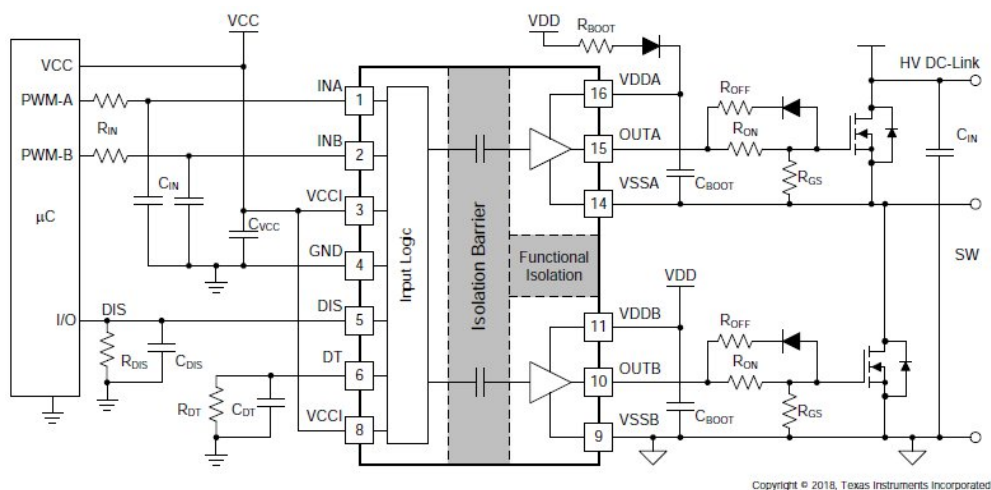 VCC
VDD
RBOOT
HV DC-Link
VCC
PWM-A
RIN
PWM-B
CIN
µC
CVCC
I/O
DIS
RDIS
CDIS
RDT
CDT
INA
1
INB
2
VCCI
3
GND
4
DIS
5
DT
6
VCCI
8
Input Logic
Isolation Barrier
Functional
Isolation
16
VDDA
15
OUTA
14
VSSA
CBOOT
ROFF
RON
RGS
CIN
SW
VDD
11
VDDB
10
OUTB
9
VSSB
CBOOT
ROFF
RON
RGS
Copyright © 2018, Texas Instruments Incorporated